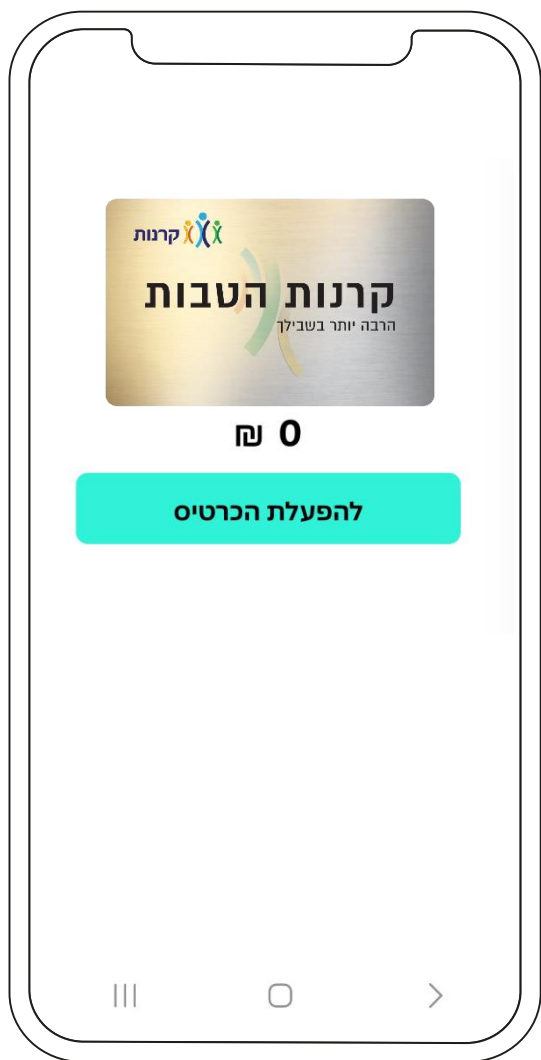 קרנות
קרנות הטבות
הרבה יותר בשבילך
0 ₪
להפעלת הכרטיס